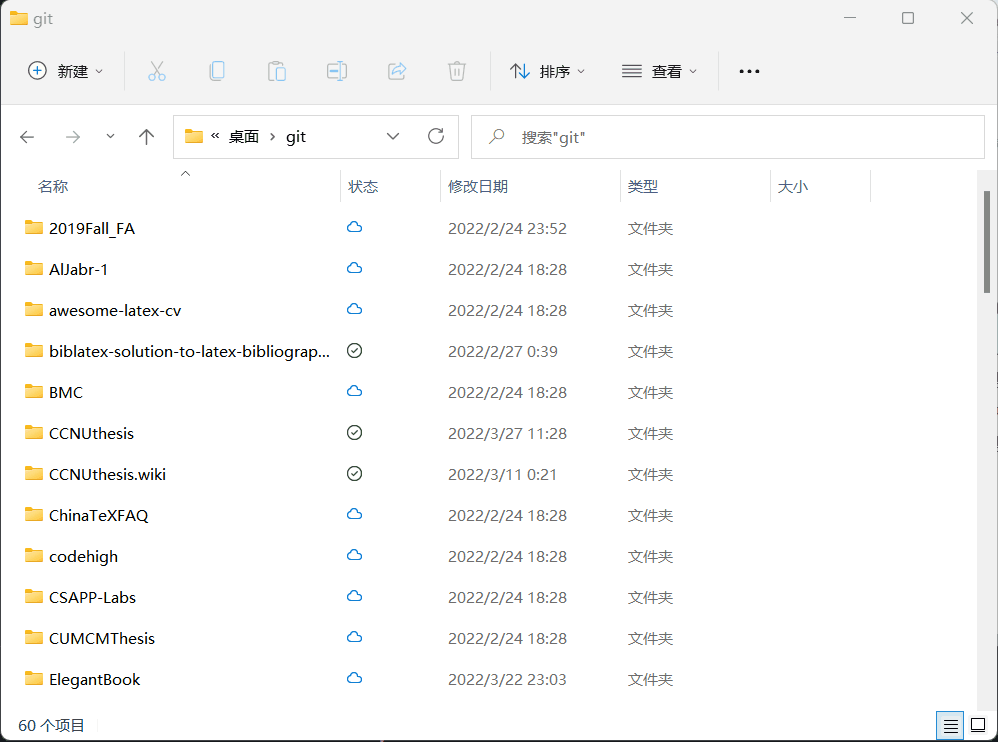 git
新建 排序 查看
« 桌面 › git 搜索"git"
名称 状态 修改日期 类型 大小
2019Fall_FA 2022/2/24 23:52 文件夹
AlJabr-1 2022/2/24 18:28 文件夹
awesome-latex-cv 2022/2/24 18:28 文件夹
biblatex-solution-to-latex-bibliograp... 2022/2/27 0:39 文件夹
BMC 2022/2/24 18:28 文件夹
CCNUthesis 2022/3/27 11:28 文件夹
CCNUthesis.wiki 2022/3/11 0:21 文件夹
ChinaTeXFAQ 2022/2/24 18:28 文件夹
codehigh 2022/2/24 18:28 文件夹
CSAPP-Labs 2022/2/24 18:28 文件夹
CUMCMThesis 2022/2/24 18:28 文件夹
ElegantBook 2022/3/22 23:03 文件夹
60 个项目